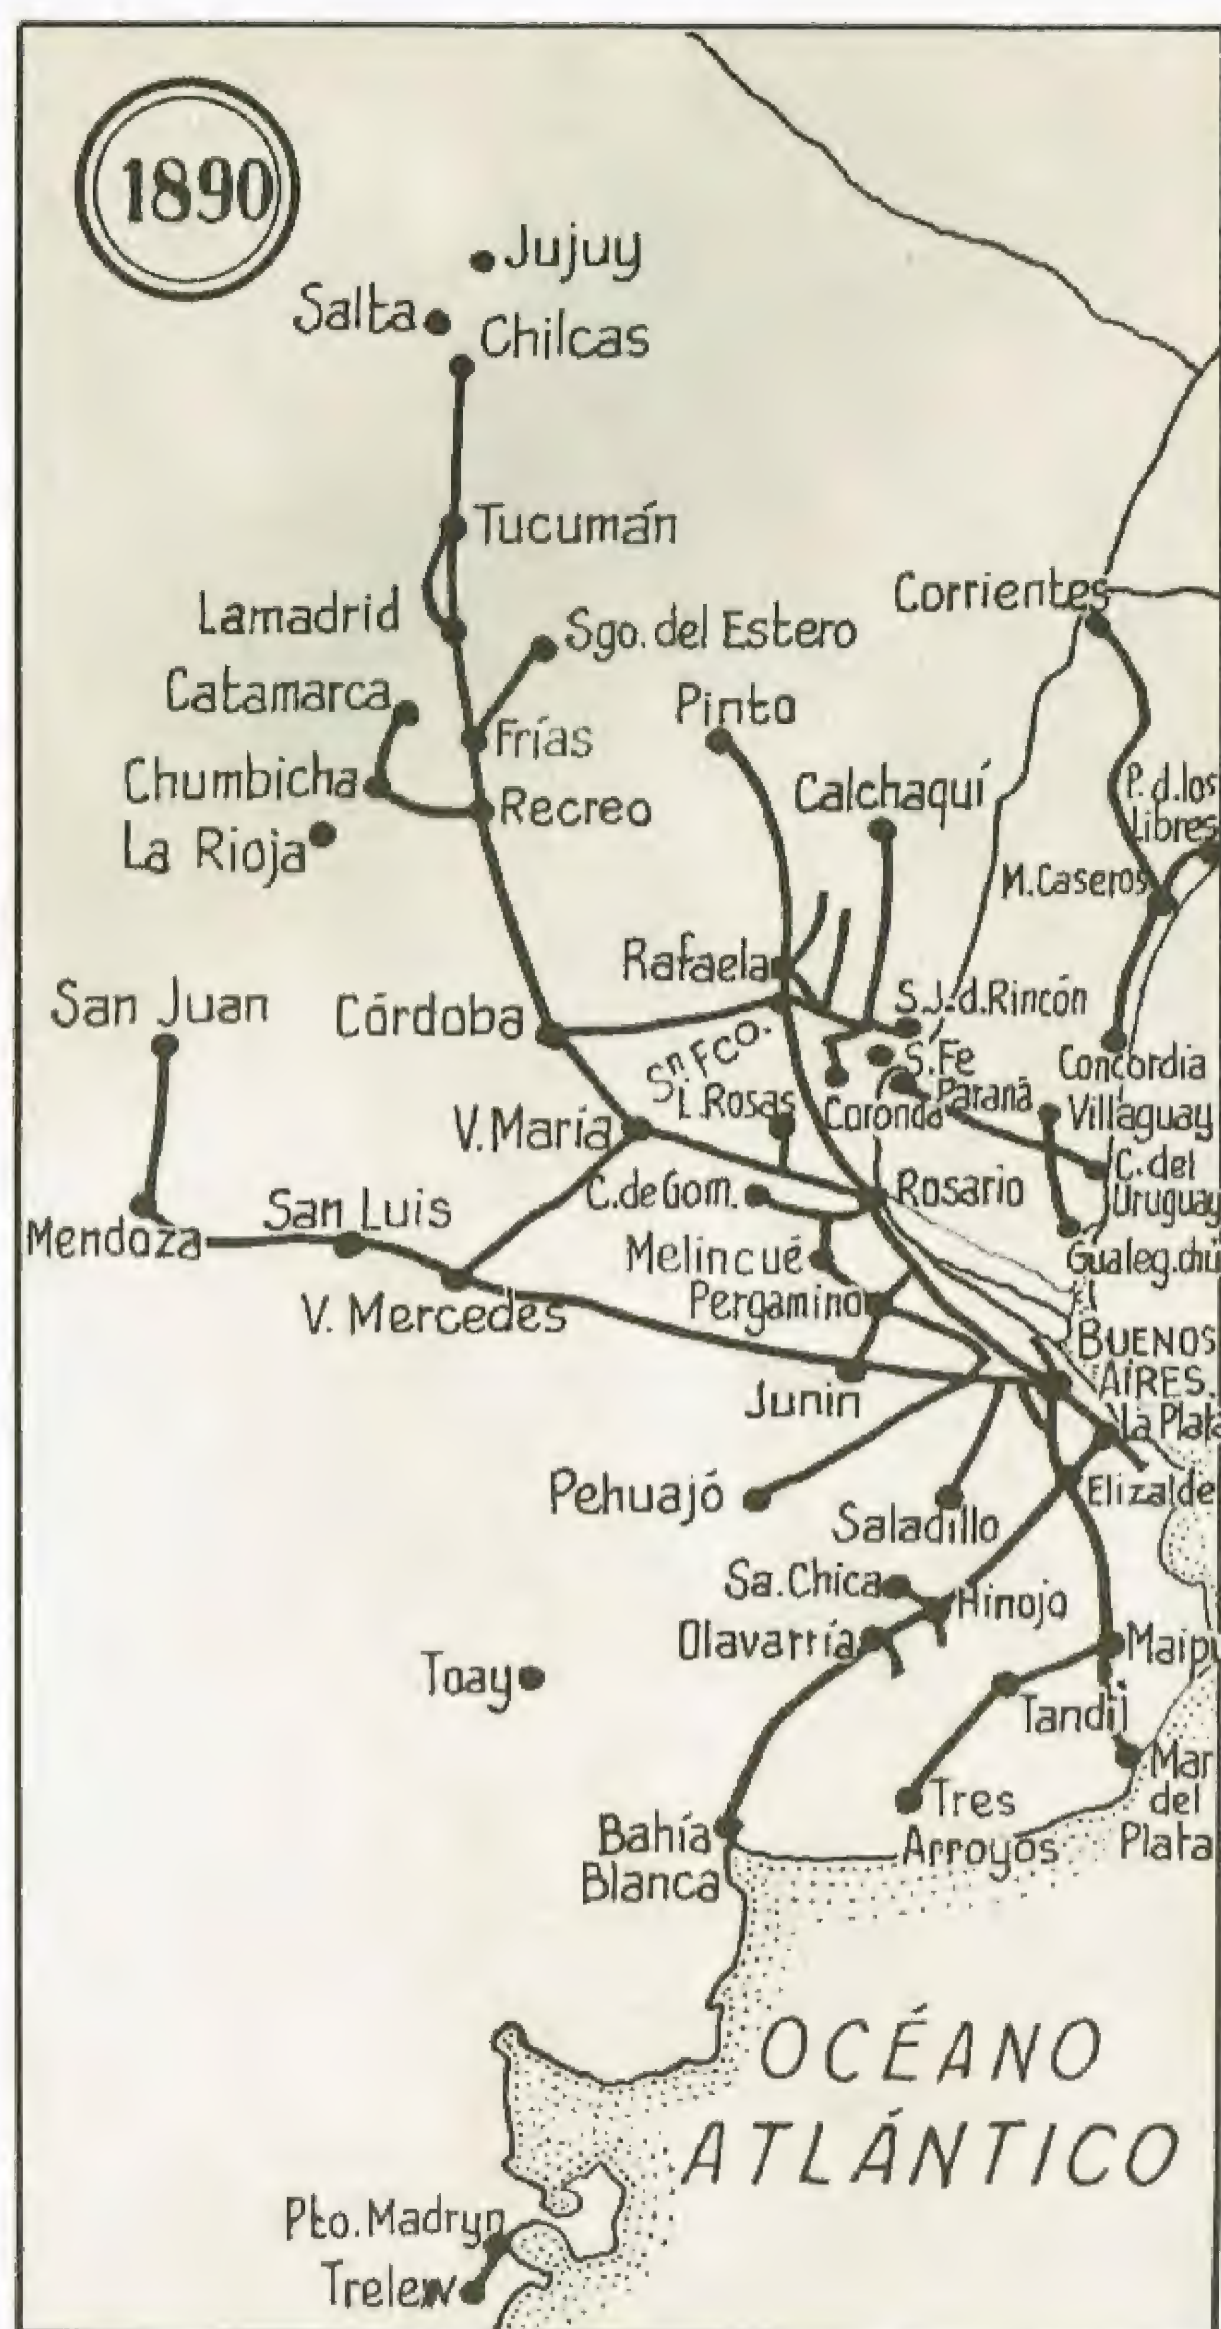 1890
Jujuy
Salta
Chilcas
Tucumán
Corrientes
Lamadrid
Sgo. del Estero
Catamarca
Pinto
Frías
Chumbicha
Calchaquí
P. d. los
Libres
Recreo
La Rioja
M. Caseros
Rafaela
San Juan
Córdoba
S. J. d. Rincón
Sn. Fco.
S. Fe
Concordia
L. Rosas
Coronda
Paraná
Villaguay
V. María
C. del
Uruguay
C. de Gom.
Rosario
San Luis
Mendoza
Melincué
Gualeg.chú
Pergamino
V. Mercedes
BUENOS
AIRES.
Junin
La Plata
Pehuajó
Elizalde
Saladillo
Sa. Chica
Hinojo
Olavarría
Maipu
Toay
Tandil
Mar
del
Plata
Tres
Arroyos
Bahía
Blanca
OCÉANO
ATLÁNTICO
Pto. Madryn
Trelew